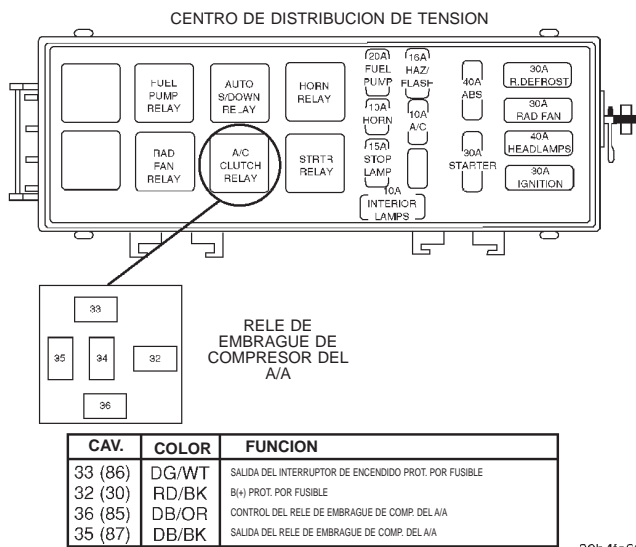 CENTRO DE DISTRIBUCION DE TENSION
FUEL
PUMP
RELAY
AUTO
S/DOWN
RELAY
HORN
RELAY
20A
FUEL
PUMP
16A
HAZ/
FLASH
40A
ABS
30A
R.DEFROST
10A
HORN
10A
A/C
30A
RAD FAN
RAD
FAN
RELAY
A/C
CLUTCH
RELAY
STRTR
RELAY
15A
STOP
LAMP
30A
STARTER
40A
HEADLAMPS
30A
IGNITION
10A
INTERIOR
LAMPS
33
35
34
32
36
RELE DE
EMBRAGUE DE
COMPRESOR DEL
A/A
CAV. COLOR FUNCION
33 (86) DG/WT SALIDA DEL INTERRUPTOR DE ENCENDIDO PROT. POR FUSIBLE
32 (30) RD/BK B(+) PROT. POR FUSIBLE
36 (85) DB/OR CONTROL DEL RELE DE EMBRAGUE DE COMP. DEL A/A
35 (87) DB/BK SALIDA DEL RELE DE EMBRAGUE DE COMP. DEL A/A